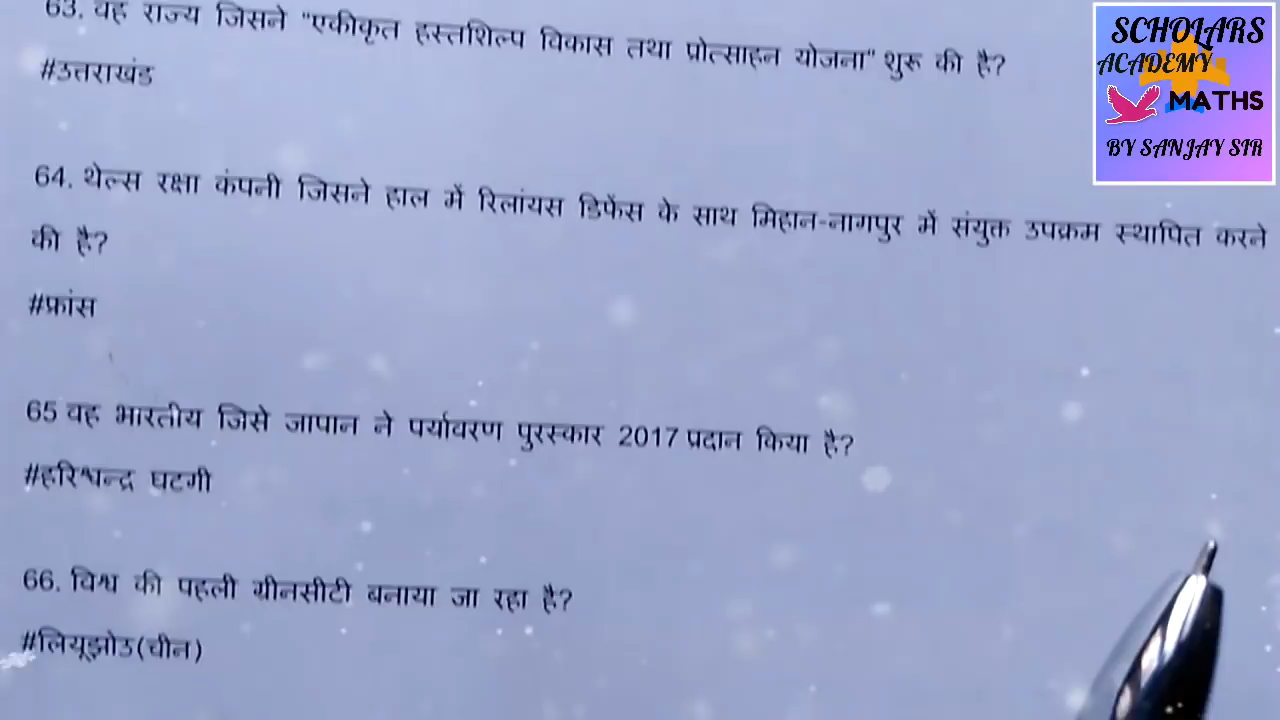 63. वह राज्य जिसने "एकीकृत हस्तशिल्प विकास तथा प्रोत्साहन योजना" शुरू की है?
#उत्तराखंड
64. थेल्स रक्षा कंपनी जिसने हाल में रिलांयस डिफेंस के साथ मिहान-नागपुर में संयुक्त उपक्रम स्थापित करने
की है?
#फ्रांस
65 वह भारतीय जिसे जापान ने पर्यावरण पुरस्कार 2017 प्रदान किया है?
#हरिश्चन्द्र घटगी
66. विश्व की पहली ग्रीनसीटी बनाया जा रहा है?
#लियूझोउ(चीन)
SCHOLARS
ACADEMY
MATHS
BY SANJAY SIR